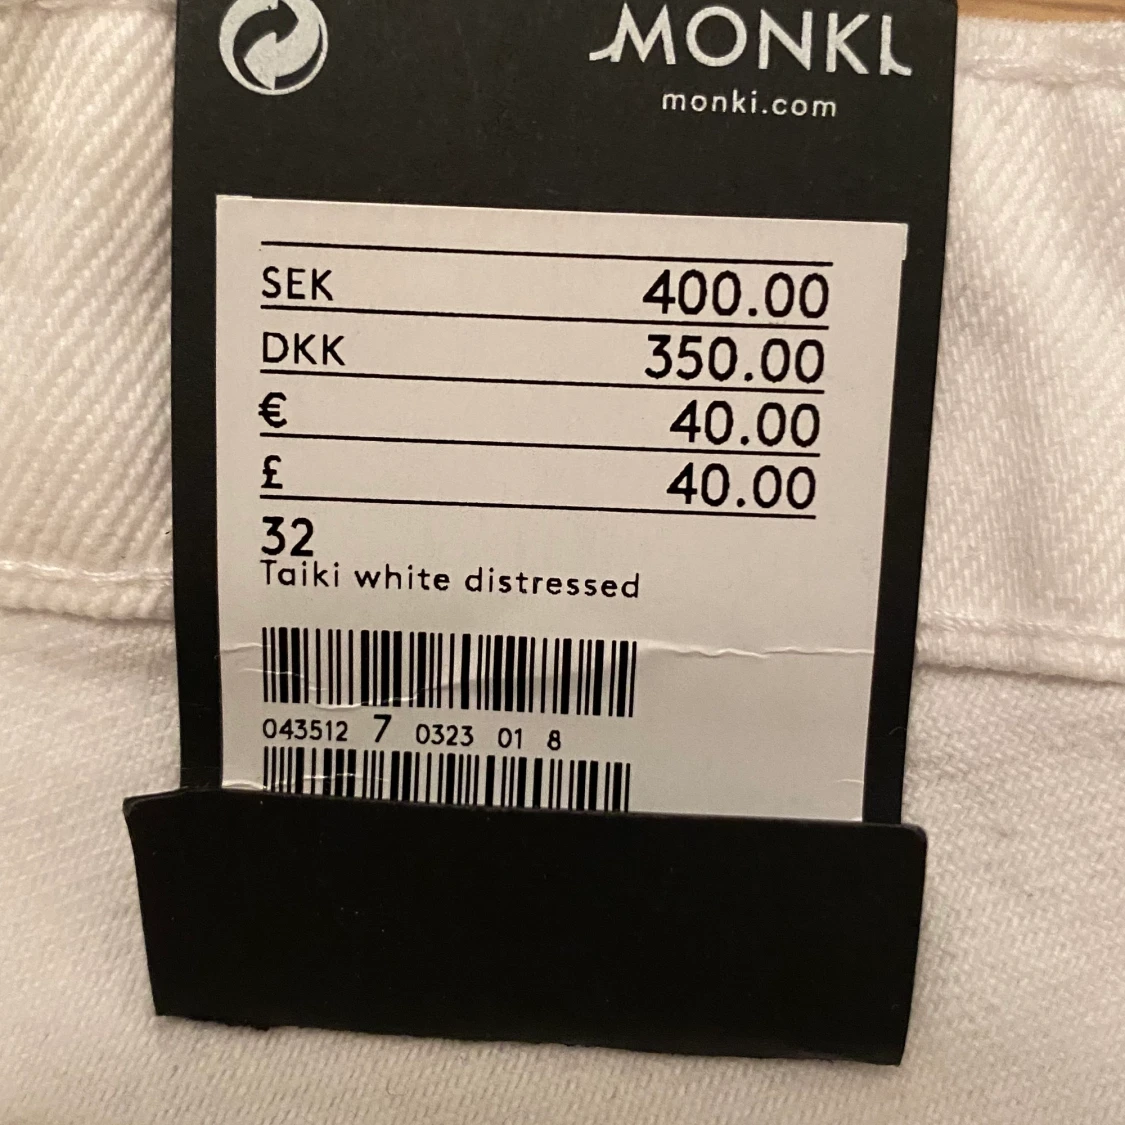 MONKI
monki.com
SEK 400.00
DKK 350.00
€ 40.00
£ 40.00
32
Taiki white distressed
043512 7 0323 01 8